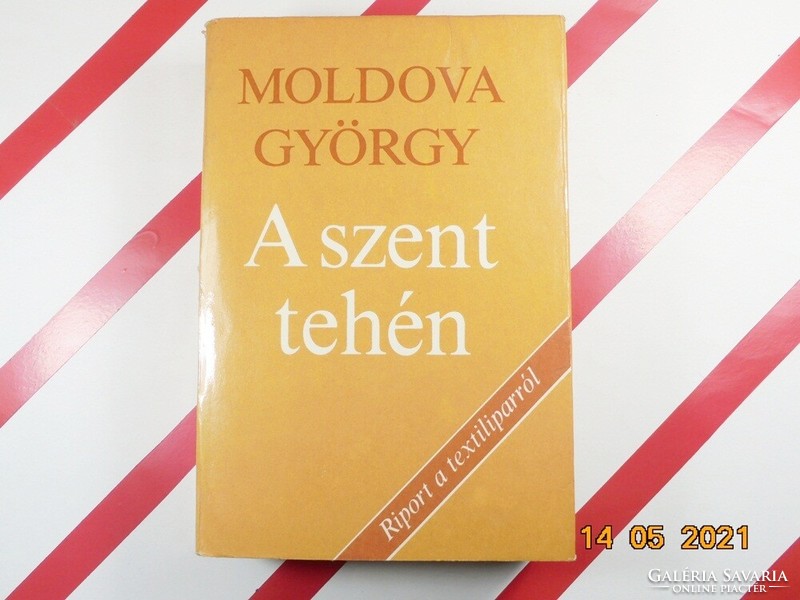 MOLDOVA
GYÖRGY
A szent
tehén
Riport a textiliparról
14 05 2021
GALÉRIA SAVARIA
ONLINE PIACTÉR